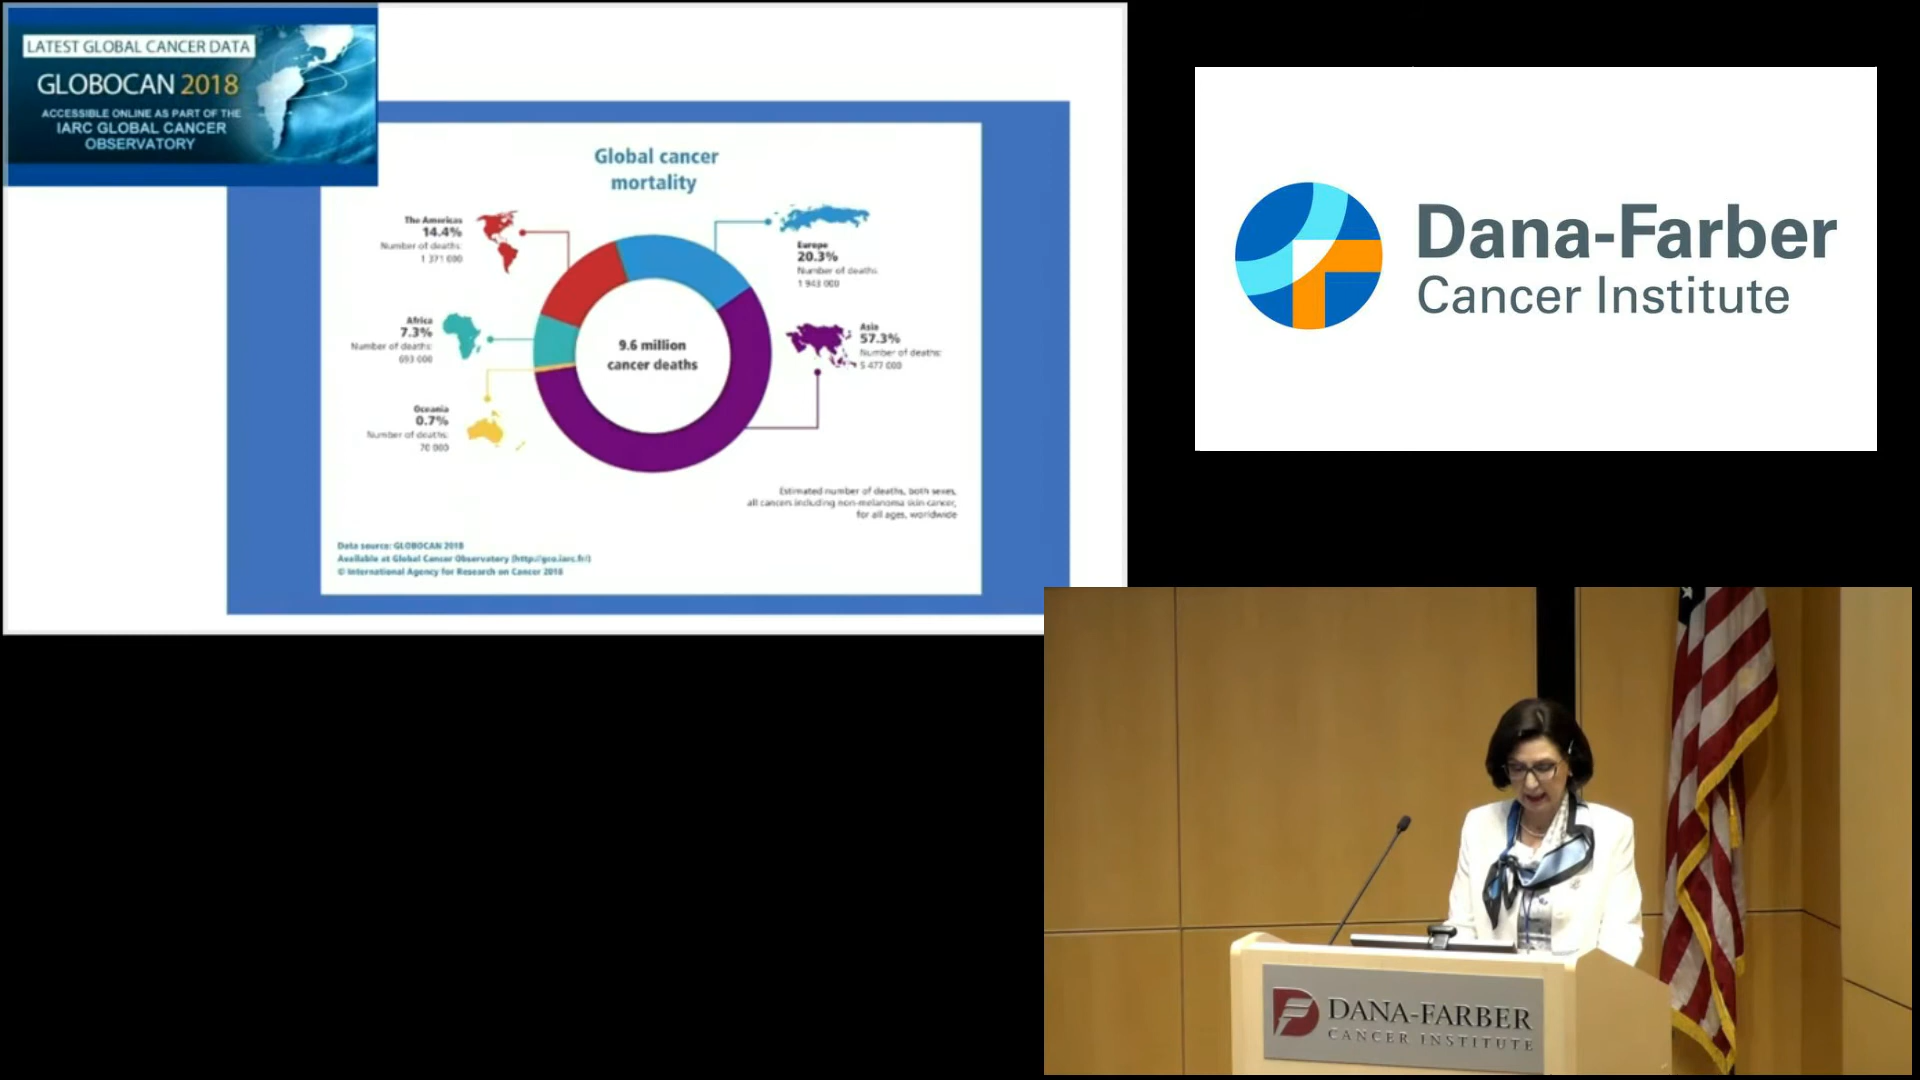 LATEST GLOBAL CANCER DATA
GLOBOCAN 2018
ACCESSIBLE ONLINE AS PART OF THE
IARC GLOBAL CANCER
OBSERVATORY
Global cancer
mortality
The Americas
14.4%
Number of deaths:
1 371 000
Europe
20.3%
Number of deaths:
1 943 000
Africa
7.3%
Number of deaths:
693 000
9.6 million
cancer deaths
Asia
57.3%
Number of deaths:
5 477 000
Oceania
0.7%
Number of deaths:
70 000
Estimated number of deaths, both sexes,
all cancers including non-melanoma skin cancer,
for all ages, worldwide
Data source: GLOBOCAN 2018
Available at Global Cancer Observatory (http://gco.iarc.fr/)
© International Agency for Research on Cancer 2018
Dana-Farber
Cancer Institute
DANA-FARBER
CANCER INSTITUTE